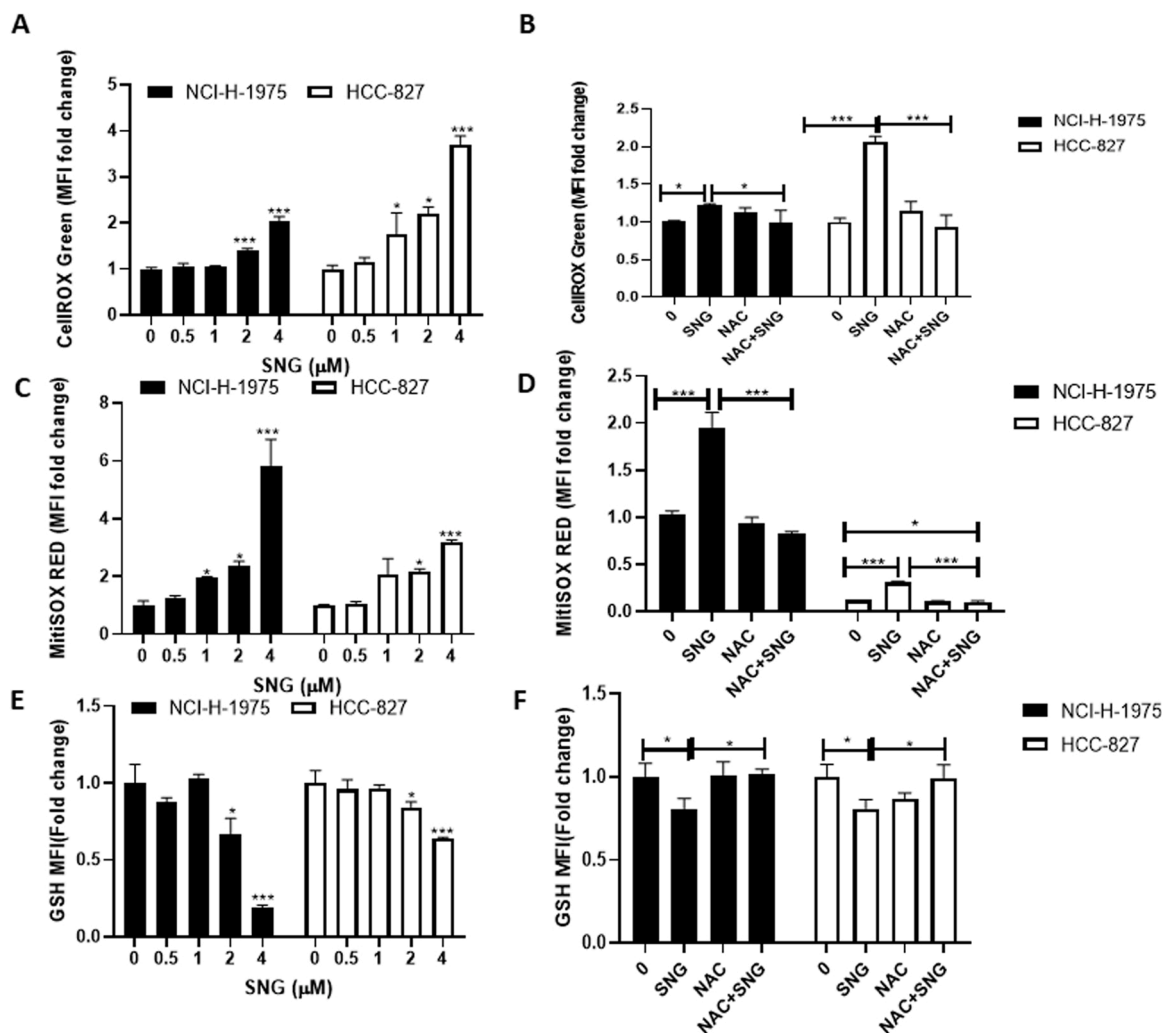 A
NCI-H-1975 HCC-827
CellROX Green (MFI fold change)
5
4
3
2
1
0
*** *** * * ***
0 0.5 1 2 4 0 0.5 1 2 4
SNG (μM)
B
CellROX Green (MFI fold change)
2.5
2.0
1.5
1.0
0.5
0.0
* * *** ***
NCI-H-1975
HCC-827
0 SNG NAC NAC+SNG 0 SNG NAC NAC+SNG
C
NCI-H-1975 HCC-827
MitiSOX RED (MFI fold change)
8
6
4
2
0
* * *** * ***
0 0.5 1 2 4 0 0.5 1 2 4
SNG (μM)
D
MitiSOX RED (MFI fold change)
2.5
2.0
1.5
1.0
0.5
0.0
*** ***
*
*** ***
NCI-H-1975
HCC-827
0 SNG NAC NAC+SNG 0 SNG NAC NAC+SNG
E
NCI-H-1975 HCC-827
GSH MFI(Fold change)
1.5
1.0
0.5
0.0
* *** * ***
0 0.5 1 2 4 0 0.5 1 2 4
SNG (μM)
F
GSH MFI(Fold change)
1.5
1.0
0.5
0.0
* * * *
NCI-H-1975
HCC-827
0 SNG NAC NAC+SNG 0 SNG NAC NAC+SNG